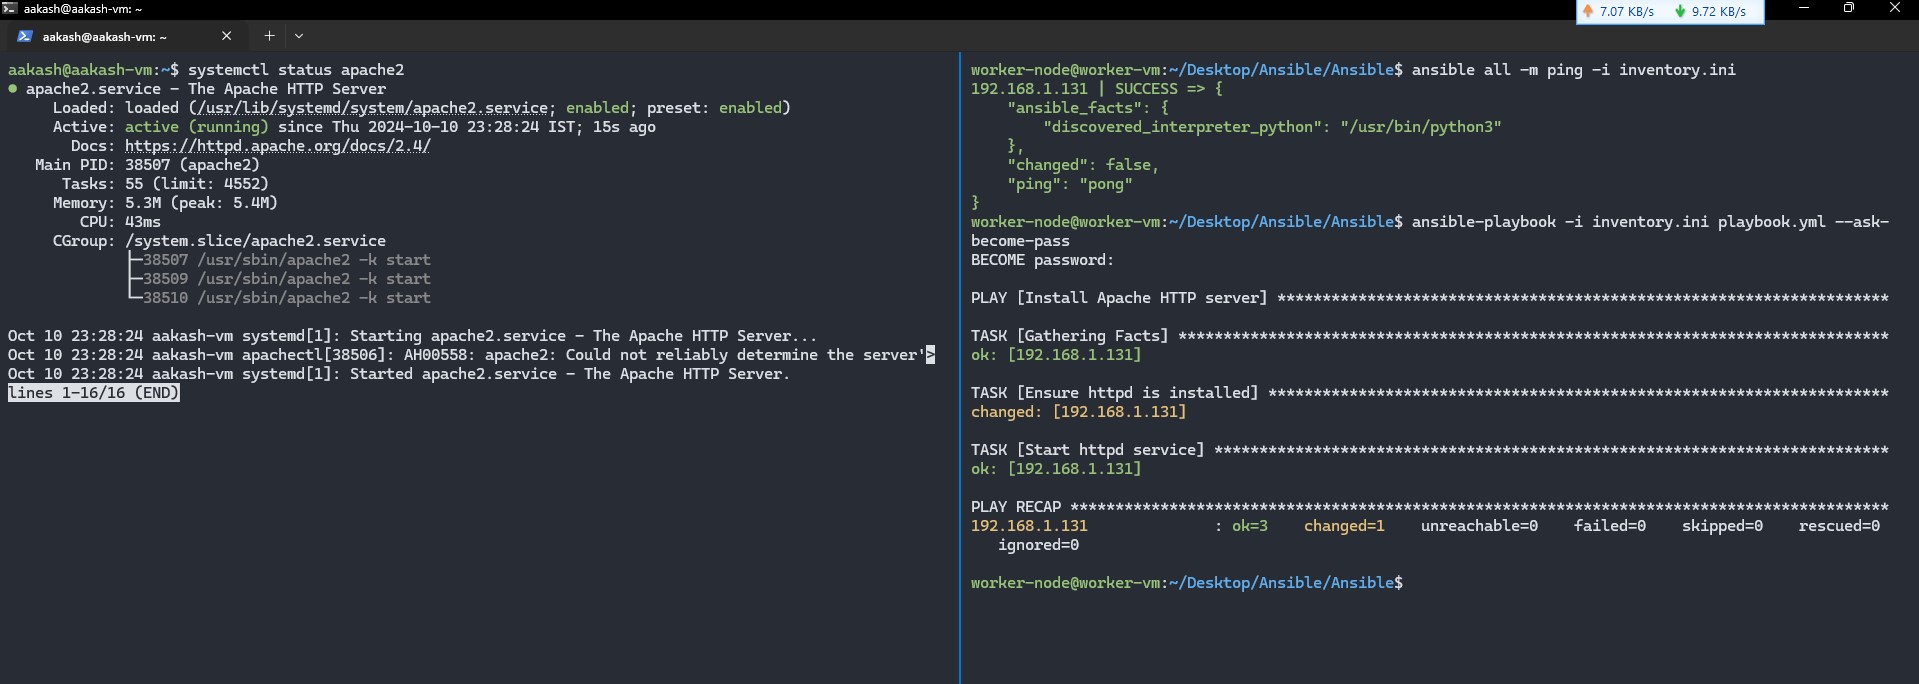 aakash@aakash-vm: ~
7.07 KB/s 9.72 KB/s
aakash@aakash-vm: ~
aakash@aakash-vm:~$ systemctl status apache2
● apache2.service - The Apache HTTP Server
Loaded: loaded (/usr/lib/systemd/system/apache2.service; enabled; preset: enabled)
Active: active (running) since Thu 2024-10-10 23:28:24 IST; 15s ago
Docs: https://httpd.apache.org/docs/2.4/
Main PID: 38507 (apache2)
Tasks: 55 (limit: 4552)
Memory: 5.3M (peak: 5.4M)
CPU: 43ms
CGroup: /system.slice/apache2.service
├─38507 /usr/sbin/apache2 -k start
├─38509 /usr/sbin/apache2 -k start
└─38510 /usr/sbin/apache2 -k start
Oct 10 23:28:24 aakash-vm systemd[1]: Starting apache2.service - The Apache HTTP Server...
Oct 10 23:28:24 aakash-vm apachectl[38506]: AH00558: apache2: Could not reliably determine the server'>
Oct 10 23:28:24 aakash-vm systemd[1]: Started apache2.service - The Apache HTTP Server.
lines 1-16/16 (END)
worker-node@worker-vm:~/Desktop/Ansible/Ansible$ ansible all -m ping -i inventory.ini
192.168.1.131 | SUCCESS => {
"ansible_facts": {
"discovered_interpreter_python": "/usr/bin/python3"
},
"changed": false,
"ping": "pong"
}
worker-node@worker-vm:~/Desktop/Ansible/Ansible$ ansible-playbook -i inventory.ini playbook.yml --ask-
become-pass
BECOME password:
PLAY [Install Apache HTTP server] ********************************************************************
TASK [Gathering Facts] *******************************************************************************
ok: [192.168.1.131]
TASK [Ensure httpd is installed] *********************************************************************
changed: [192.168.1.131]
TASK [Start httpd service] ***************************************************************************
ok: [192.168.1.131]
PLAY RECAP *******************************************************************************************
192.168.1.131 : ok=3 changed=1 unreachable=0 failed=0 skipped=0 rescued=0
ignored=0
worker-node@worker-vm:~/Desktop/Ansible/Ansible$